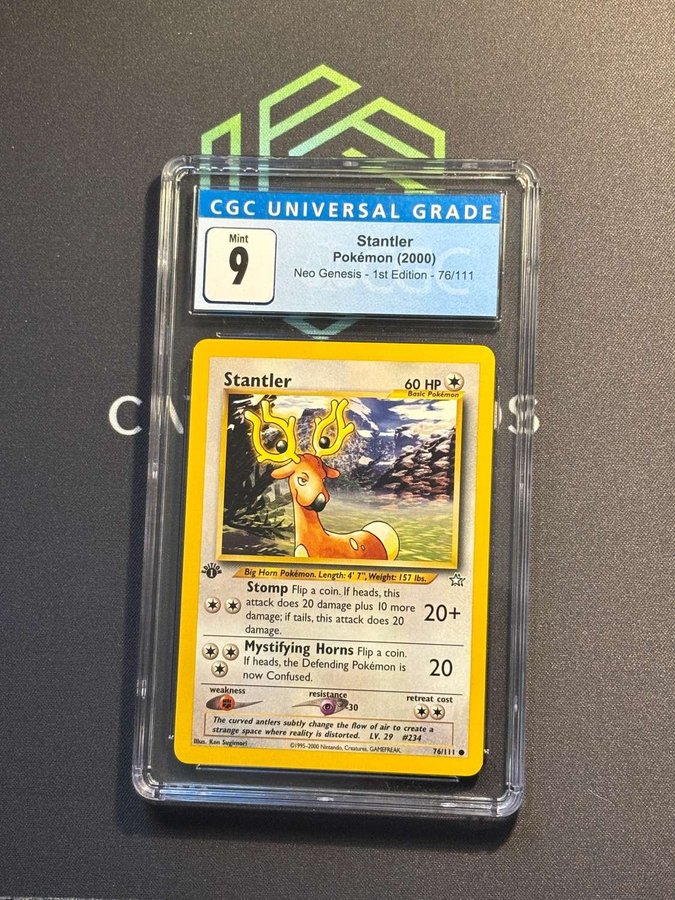 CGC UNIVERSAL GRADE
Mint
9
Stantler
Pokémon (2000)
Neo Genesis - 1st Edition - 76/111
Stantler
60 HP
Basic Pokémon
EDITION
1
Big Horn Pokémon. Length: 4' 7", Weight: 157 lbs.
Stomp Flip a coin. If heads, this
attack does 20 damage plus 10 more
damage; if tails, this attack does 20
damage.
20+
Mystifying Horns Flip a coin.
If heads, the Defending Pokémon is
now Confused.
20
weakness
resistance
-30
retreat cost
The curved antlers subtly change the flow of air to create a
strange space where reality is distorted. LV. 29 #234
Illus. Ken Sugimori
©1995-2000 Nintendo, Creatures, GAMEFREAK.
76/111